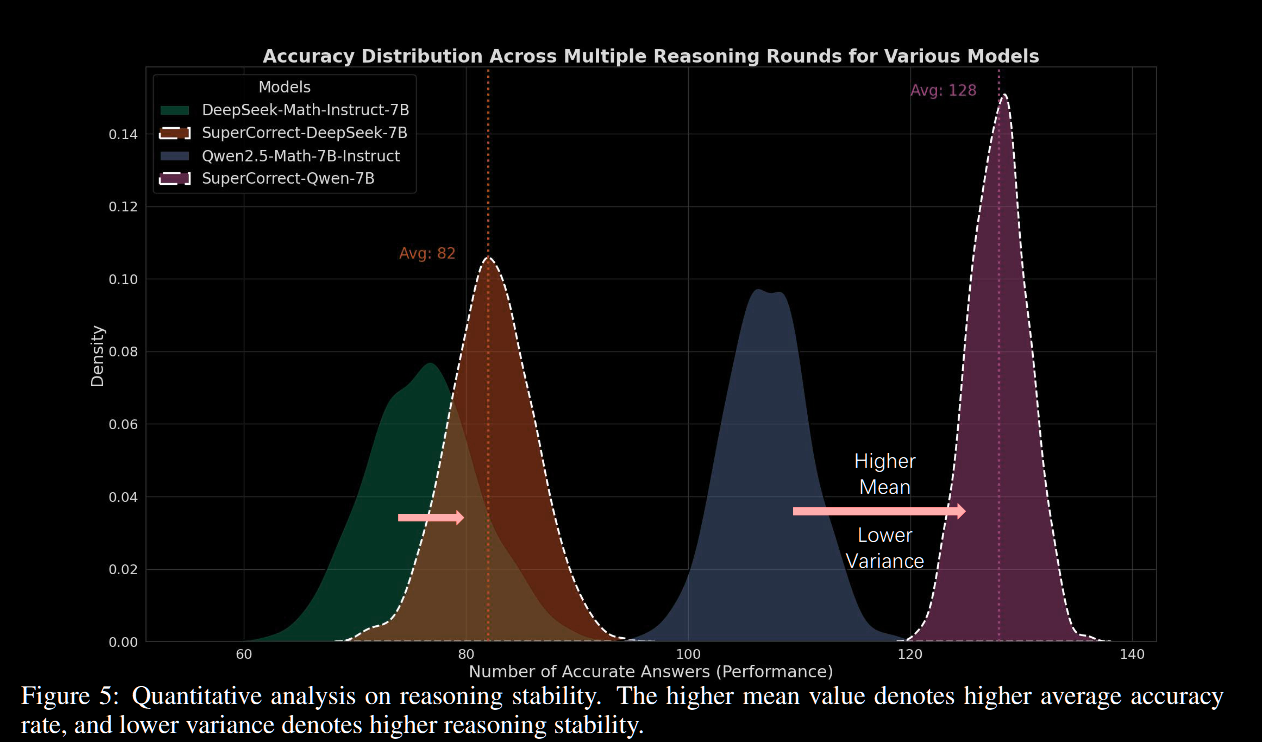 Accuracy Distribution Across Multiple Reasoning Rounds for Various Models
Models
DeepSeek-Math-Instruct-7B
SuperCorrect-DeepSeek-7B
Qwen2.5-Math-7B-Instruct
SuperCorrect-Qwen-7B
Avg: 128
Avg: 82
Higher
Mean
Lower
Variance
Density
0.14
0.12
0.10
0.08
0.06
0.04
0.02
0.00
60 80 100 120 140
Number of Accurate Answers (Performance)
Figure 5: Quantitative analysis on reasoning stability. The higher mean value denotes higher average accuracy
rate, and lower variance denotes higher reasoning stability.